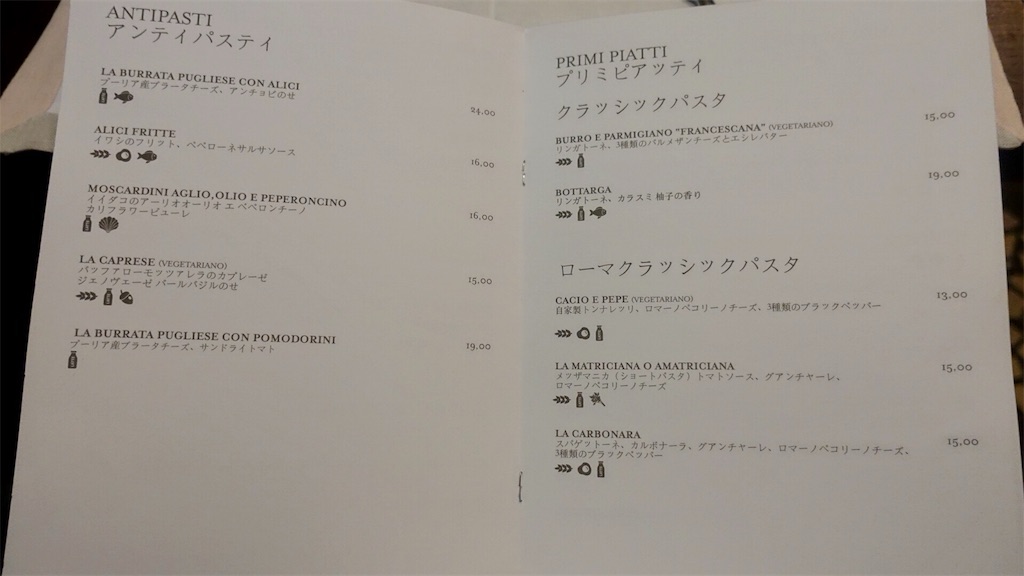 ANTIPASTI
アンティパスティ
LA BURRATA PUGLIESE CON ALICI
プーリア産ブラータチーズ、アンチョビのせ
24,00
ALICI FRITTE
イワシのフリット、ペペローネサルサソース
16,00
MOSCARDINI AGLIO,OLIO E PEPERONCINO
イイダコのアーリオオーリオ エ ペペロンチーノ
カリフラワーピューレ
16,00
LA CAPRESE (VEGETARIANO)
バッファローモッツァレラのカプレーゼ
ジェノヴェーゼ パールバジルのせ
15,00
LA BURRATA PUGLIESE CON POMODORINI
プーリア産ブラータチーズ、サンドライトマト
19,00
PRIMI PIATTI
プリミピアッティ
クラッシックパスタ
BURRO E PARMIGIANO "FRANCESCANA" (VEGETARIANO)
リンガトーネ、3種類のパルメザンチーズとエシレバター
15,00
BOTTARGA
リンガトーネ、カラスミ 柚子の香り
19,00
ローマクラッシックパスタ
CACIO E PEPE (VEGETARIANO)
自家製トンナレッリ、ロマーノペコリーノチーズ、3種類のブラックペッパー
13,00
LA MATRICIANA O AMATRICIANA
メッザマニカ（ショートパスタ）トマトソース、グアンチャーレ、
ロマーノペコリーノチーズ
15,00
LA CARBONARA
スパゲットーネ、カルボナーラ、グアンチャーレ、ロマーノペコリーノチーズ、
3種類のブラックペッパー
15,00